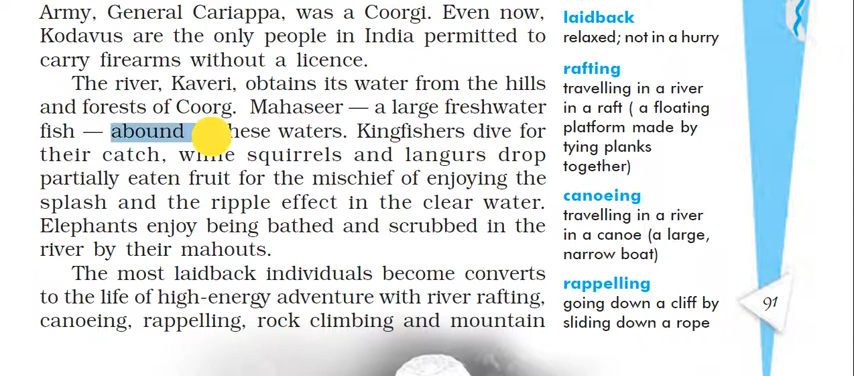 Army, General Cariappa, was a Coorgi. Even now,
Kodavus are the only people in India permitted to
carry firearms without a licence.
The river, Kaveri, obtains its water from the hills
and forests of Coorg. Mahaseer — a large freshwater
fish — abound hese waters. Kingfishers dive for
their catch, while squirrels and langurs drop
partially eaten fruit for the mischief of enjoying the
splash and the ripple effect in the clear water.
Elephants enjoy being bathed and scrubbed in the
river by their mahouts.
The most laidback individuals become converts
to the life of high-energy adventure with river rafting,
canoeing, rappelling, rock climbing and mountain
laidback
relaxed; not in a hurry
rafting
travelling in a river
in a raft ( a floating
platform made by
tying planks
together)
canoeing
travelling in a river
in a canoe (a large,
narrow boat)
rappelling
going down a cliff by
sliding down a rope
91